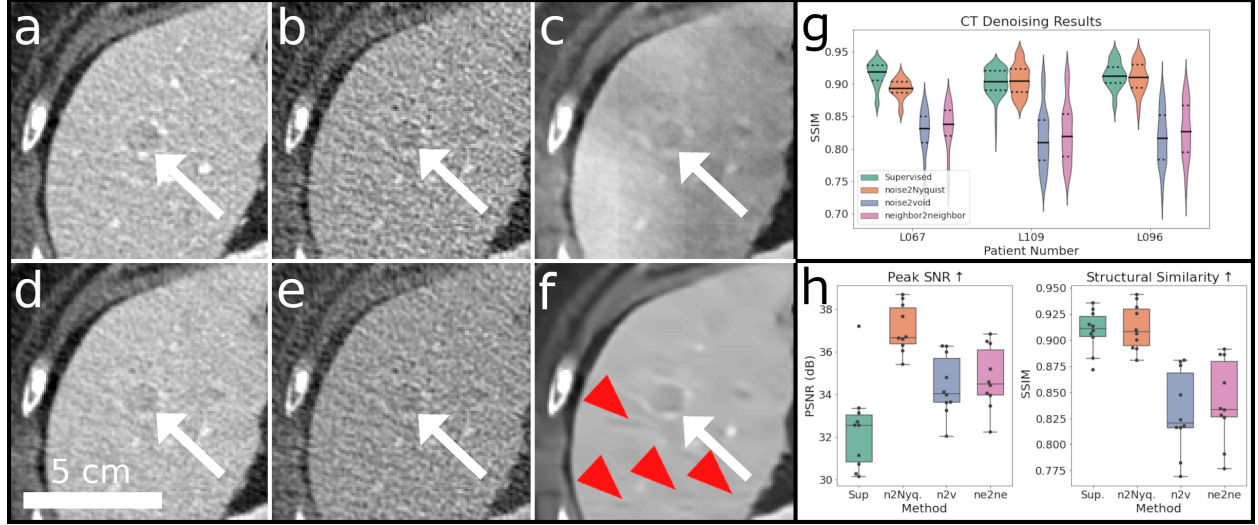 a
b
c
d
5 cm
e
f
g
CT Denoising Results
SSIM
0.95
0.90
0.85
0.80
0.75
0.70
Supervised
noise2Nyquist
noise2void
neighbor2neighbor
L067
L109
L096
Patient Number
h
Peak SNR ↑
PSNR (dB)
38
36
34
32
30
Sup
n2Nyq.
n2v
ne2ne
Method
Structural Similarity ↑
SSIM
0.950
0.925
0.900
0.875
0.850
0.825
0.800
0.775
Sup.
n2Nyq.
n2v
ne2ne
Method